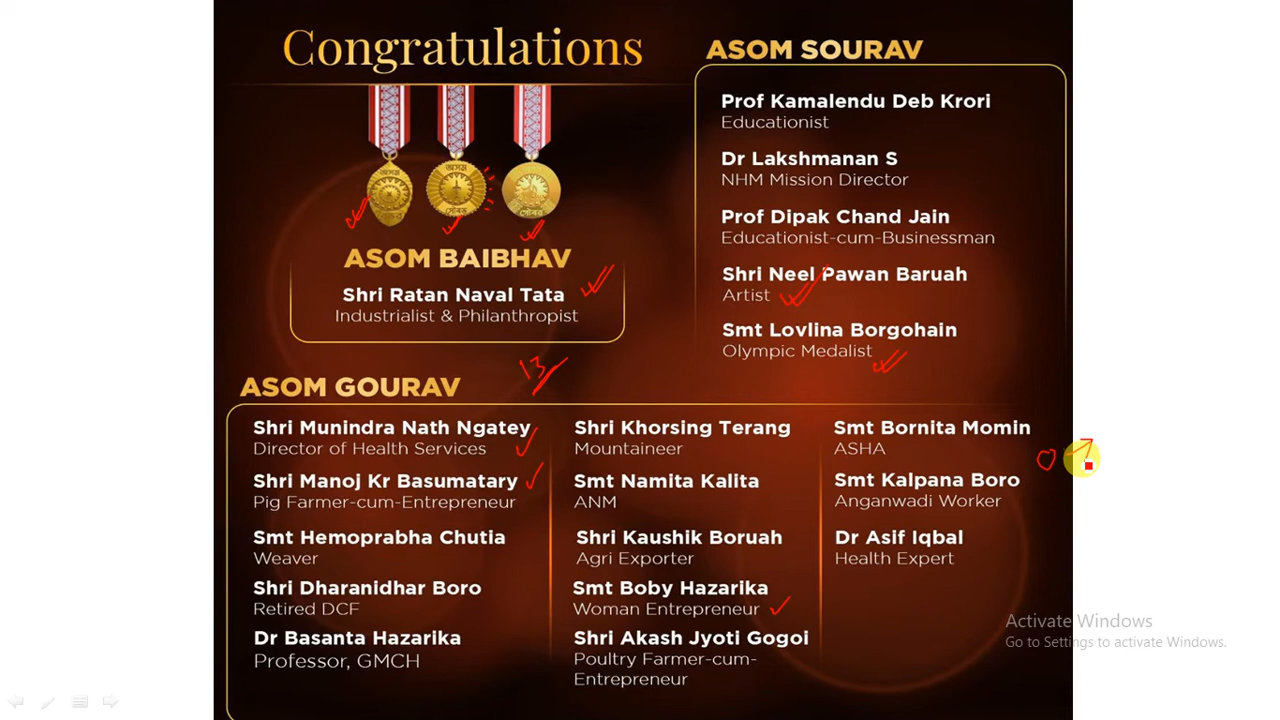 Congratulations
ASOM BAIBHAV
Shri Ratan Naval Tata
Industrialist & Philanthropist
ASOM SOURAV
Prof Kamalendu Deb Krori
Educationist
Dr Lakshmanan S
NHM Mission Director
Prof Dipak Chand Jain
Educationist-cum-Businessman
Shri Neel Pawan Baruah
Artist
Smt Lovlina Borgohain
Olympic Medalist
13
ASOM GOURAV
Shri Munindra Nath Ngatey
Director of Health Services
Shri Manoj Kr Basumatary
Pig Farmer-cum-Entrepreneur
Smt Hemoprabha Chutia
Weaver
Shri Dharanidhar Boro
Retired DCF
Dr Basanta Hazarika
Professor, GMCH
Shri Khorsing Terang
Mountaineer
Smt Namita Kalita
ANM
Shri Kaushik Boruah
Agri Exporter
Smt Boby Hazarika
Woman Entrepreneur
Shri Akash Jyoti Gogoi
Poultry Farmer-cum-
Entrepreneur
Smt Bornita Momin
ASHA
Smt Kalpana Boro
Anganwadi Worker
Dr Asif Iqbal
Health Expert
Activate Windows
Go to Settings to activate Windows.